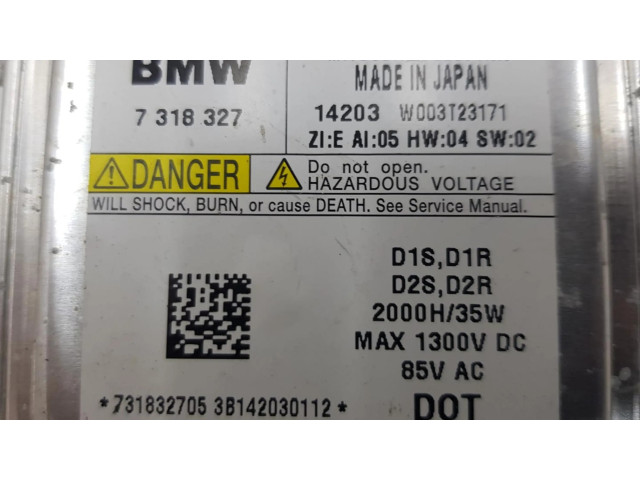 BMW
MADE IN JAPAN
7 318 327
14203 W003T23171
ZI:E AI:05 HW:04 SW:02
DANGER
Do not open.
HAZARDOUS VOLTAGE
WILL SHOCK, BURN, or cause DEATH. See Service Manual.
D1S,D1R
D2S,D2R
2000H/35W
MAX 1300V DC
85V AC
*731832705 3B142030112*
DOT